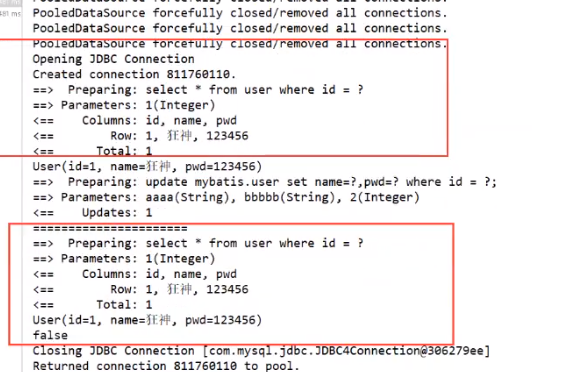 481 ms
PooledDataSource forcefully closed/removed all connections.
PooledDataSource forcefully closed/removed all connections.
PooledDataSource forcefully closed/removed all connections.
Opening JDBC Connection
Created connection 811760110.
==>  Preparing: select * from user where id = ?
==> Parameters: 1(Integer)
<==    Columns: id, name, pwd
<==        Row: 1, 狂神, 123456
<==      Total: 1
User(id=1, name=狂神, pwd=123456)
==>  Preparing: update mybatis.user set name=?,pwd=? where id = ?;
==> Parameters: aaaa(String), bbbbb(String), 2(Integer)
<==    Updates: 1
=======================
==>  Preparing: select * from user where id = ?
==> Parameters: 1(Integer)
<==    Columns: id, name, pwd
<==        Row: 1, 狂神, 123456
<==      Total: 1
User(id=1, name=狂神, pwd=123456)
false
Closing JDBC Connection [com.mysql.jdbc.JDBC4Connection@306279ee]
Returned connection 811760110 to pool.